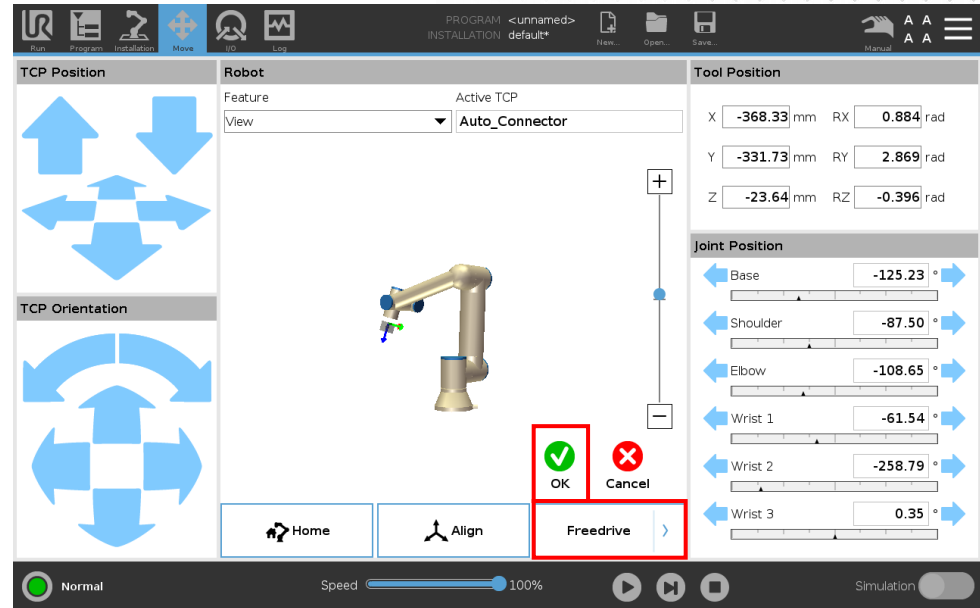 PROGRAM <unnamed>
INSTALLATION default*
Run Program Installation Move I/O Log New... Open... Save... Manual
A A
A A
TCP Position
Robot
Feature Active TCP
View Auto_Connector
Tool Position
X -368.33 mm RX 0.884 rad
Y -331.73 mm RY 2.869 rad
Z -23.64 mm RZ -0.396 rad
Joint Position
Base -125.23 °
Shoulder -87.50 °
Elbow -108.65 °
Wrist 1 -61.54 °
Wrist 2 -258.79 °
Wrist 3 0.35 °
TCP Orientation
OK Cancel
Home Align Freedrive
Normal Speed 100% Simulation